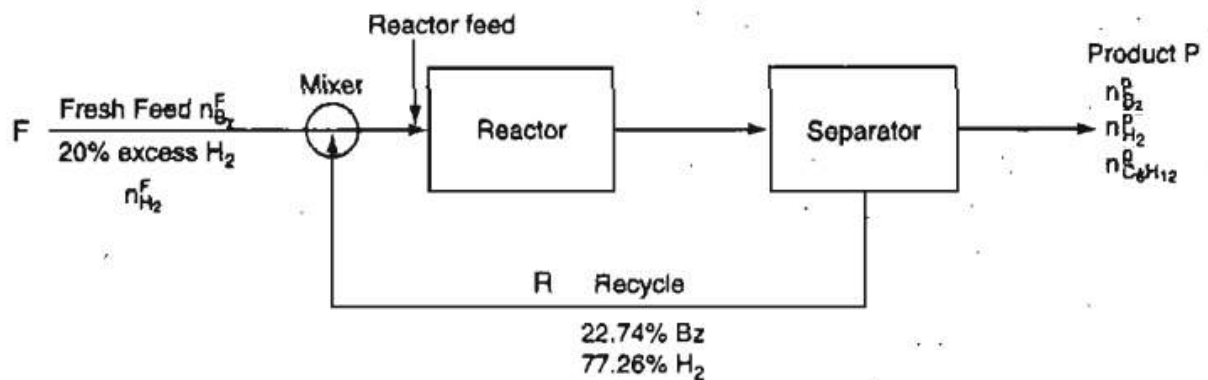 Reactor feed
Product P
Mixer
Fresh Feed n^F_Bz
F
20% excess H₂
n^F_H₂
Reactor
Separator
n^P_Bz
n^P_H₂
n^P_C₆H₁₂
R Recycle
22.74% Bz
77.26% H₂